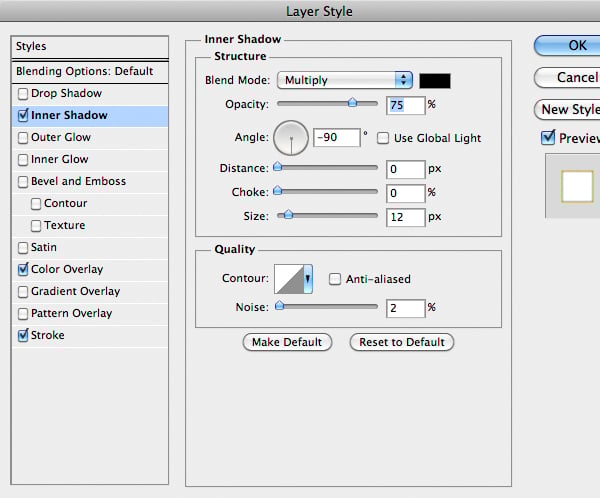 Layer Style
Styles
Blending Options: Default
Drop Shadow
Inner Shadow
Outer Glow
Inner Glow
Bevel and Emboss
Contour
Texture
Satin
Color Overlay
Gradient Overlay
Pattern Overlay
Stroke
Inner Shadow
Structure
Blend Mode: Multiply
Opacity: 75 %
Angle: -90 ° Use Global Light
Distance: 0 px
Choke: 0 %
Size: 12 px
Quality
Contour: Anti-aliased
Noise: 2 %
Make Default Reset to Default
OK
Cancel
New Style
Preview